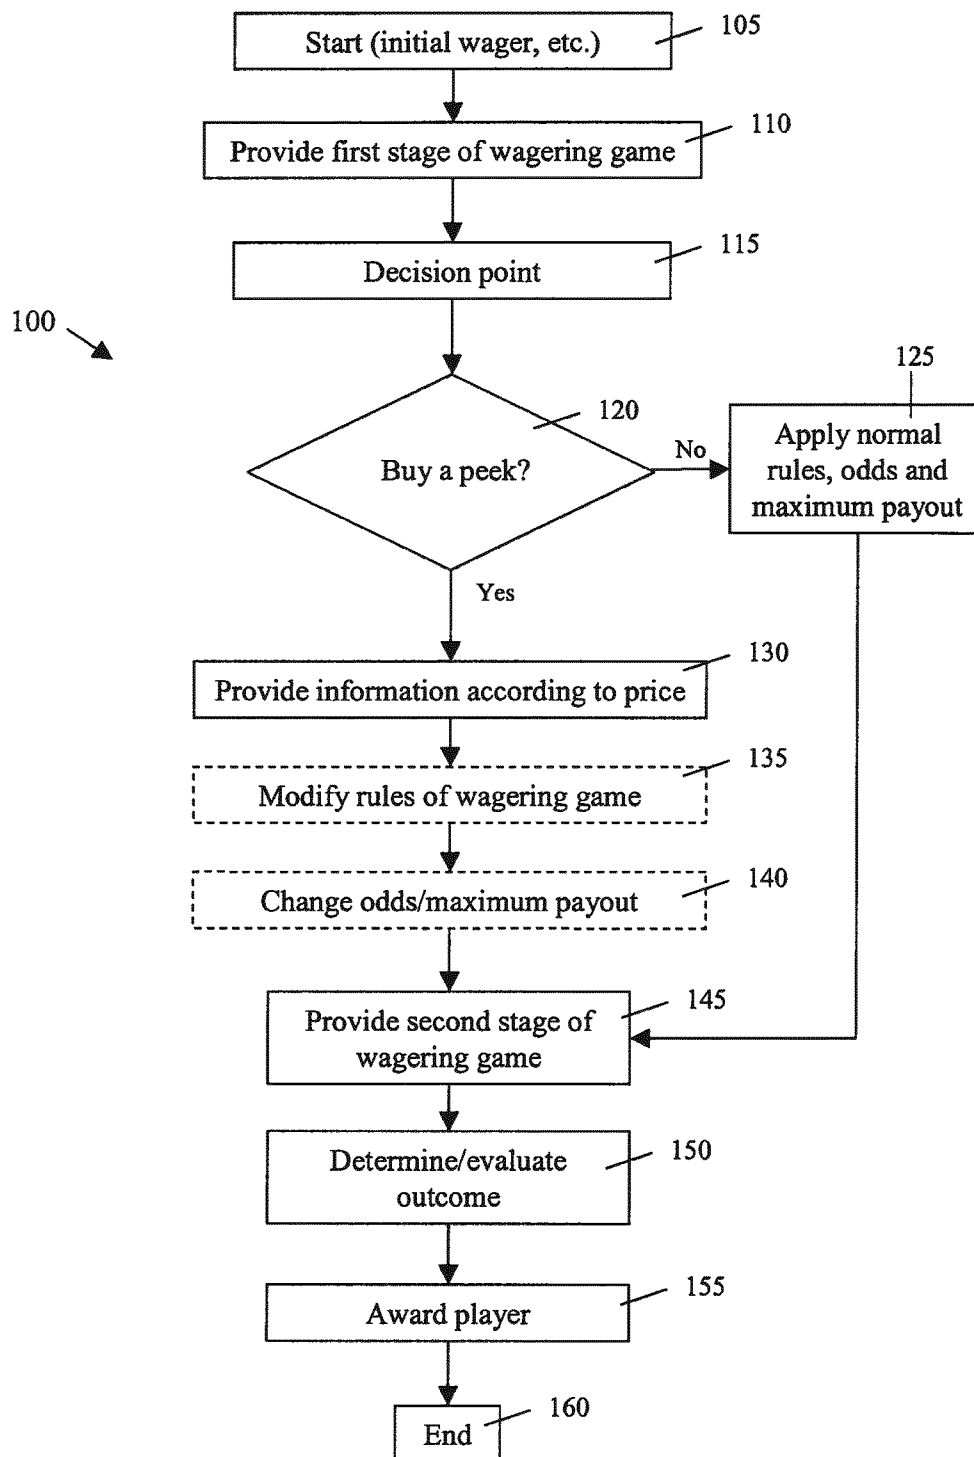 Start (initial wager, etc.)
105
Provide first stage of wagering game
110
Decision point
115
100
Buy a peek?
120
No
125
Apply normal
rules, odds and
maximum payout
Yes
Provide information according to price
130
Modify rules of wagering game
135
Change odds/maximum payout
140
Provide second stage of
wagering game
145
Determine/evaluate
outcome
150
Award player
155
End
160